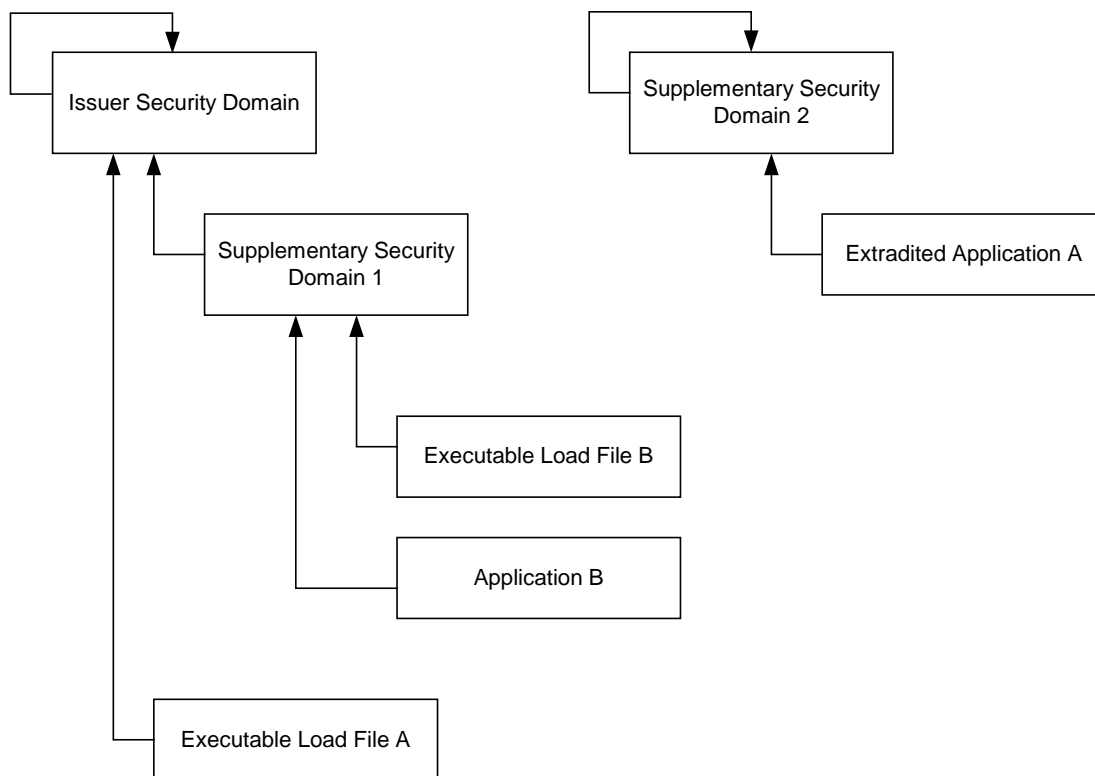 Issuer Security Domain
Supplementary Security
Domain 2
Supplementary Security
Domain 1
Extradited Application A
Executable Load File B
Application B
Executable Load File A